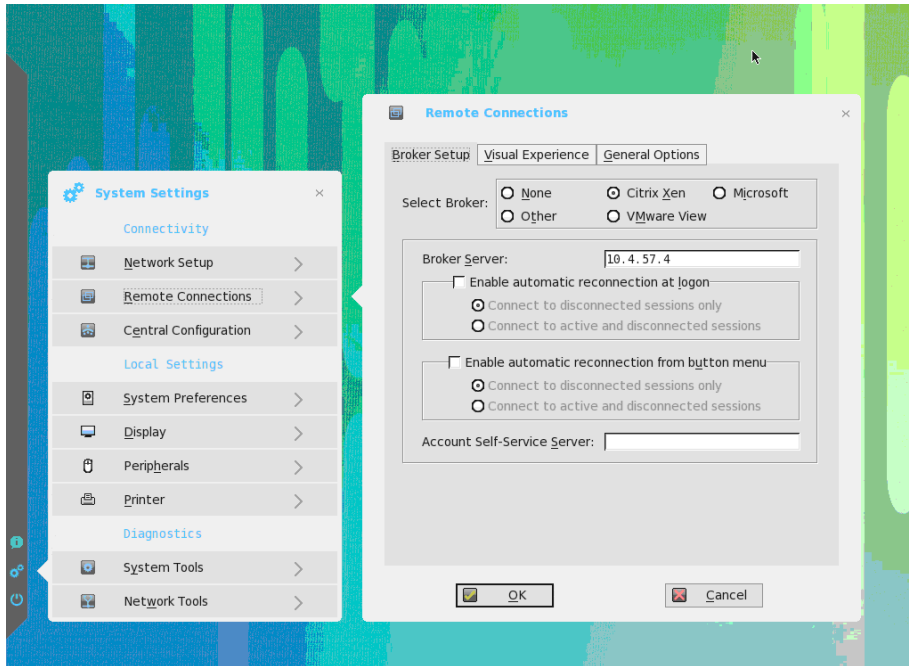 System Settings
Connectivity
Network Setup
Remote Connections
Central Configuration
Local Settings
System Preferences
Display
Peripherals
Printer
Diagnostics
System Tools
Network Tools
Remote Connections
Broker Setup Visual Experience General Options
Select Broker: None Citrix Xen Microsoft
Other VMware View
Broker Server: 10.4.57.4
Enable automatic reconnection at logon
Connect to disconnected sessions only
Connect to active and disconnected sessions
Enable automatic reconnection from button menu
Connect to disconnected sessions only
Connect to active and disconnected sessions
Account Self-Service Server:
OK Cancel